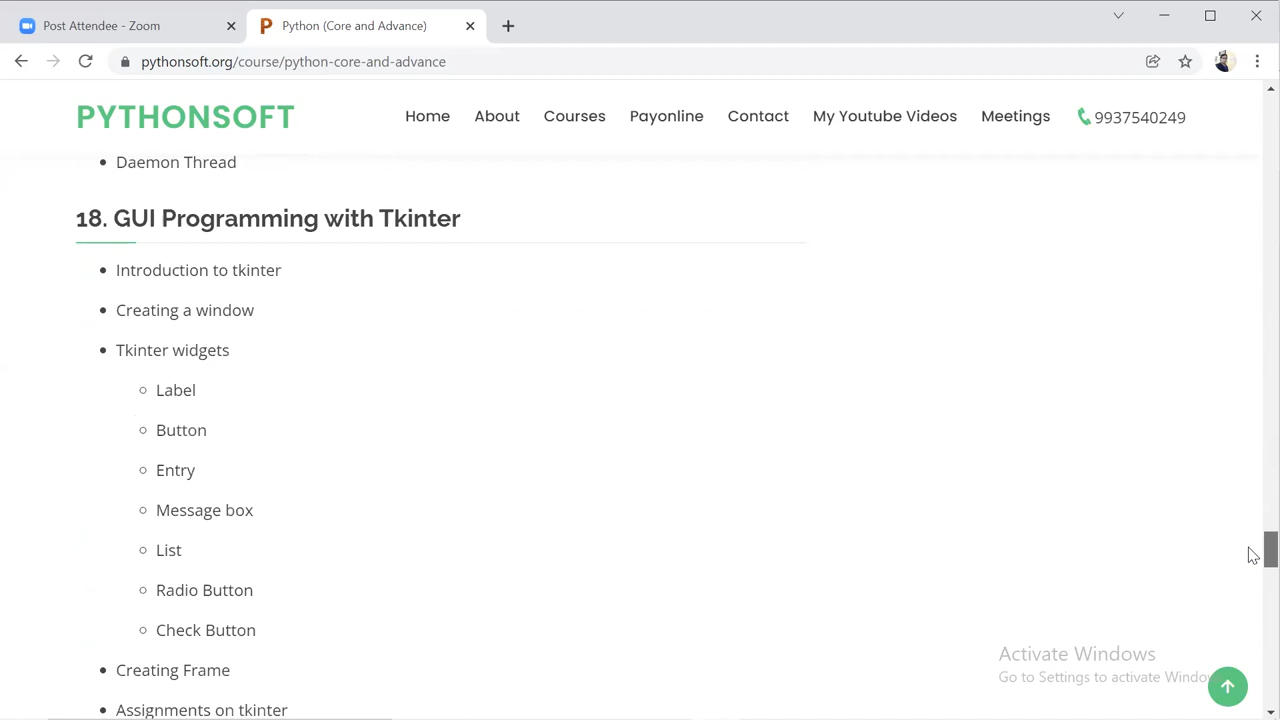 Post Attendee - Zoom
Python (Core and Advance)
pythonsoft.org/course/python-core-and-advance
PYTHONSOFT
Home About Courses Payonline Contact My Youtube Videos Meetings 9937540249
Daemon Thread
18. GUI Programming with Tkinter
Introduction to tkinter
Creating a window
Tkinter widgets
Label
Button
Entry
Message box
List
Radio Button
Check Button
Creating Frame
Assignments on tkinter
Activate Windows
Go to Settings to activate Windo